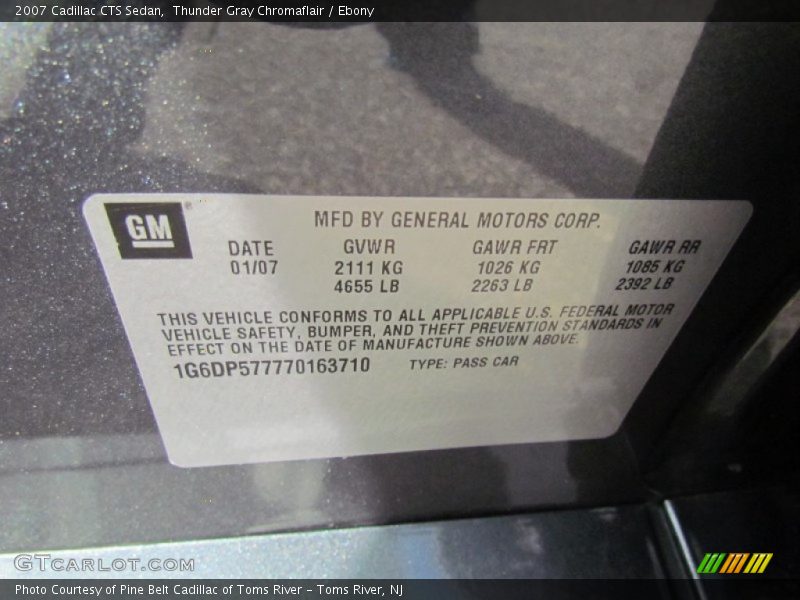 2007 Cadillac CTS Sedan, Thunder Gray Chromaflair / Ebony
GM®
MFD BY GENERAL MOTORS CORP.
DATE GVWR GAWR FRT GAWR RR
01/07 2111 KG 1026 KG 1085 KG
4655 LB 2263 LB 2392 LB
THIS VEHICLE CONFORMS TO ALL APPLICABLE U.S. FEDERAL MOTOR
VEHICLE SAFETY, BUMPER, AND THEFT PREVENTION STANDARDS IN
EFFECT ON THE DATE OF MANUFACTURE SHOWN ABOVE.
1G6DP577770163710 TYPE: PASS CAR
GTCARLOT.COM
Photo Courtesy of Pine Belt Cadillac of Toms River – Toms River, NJ